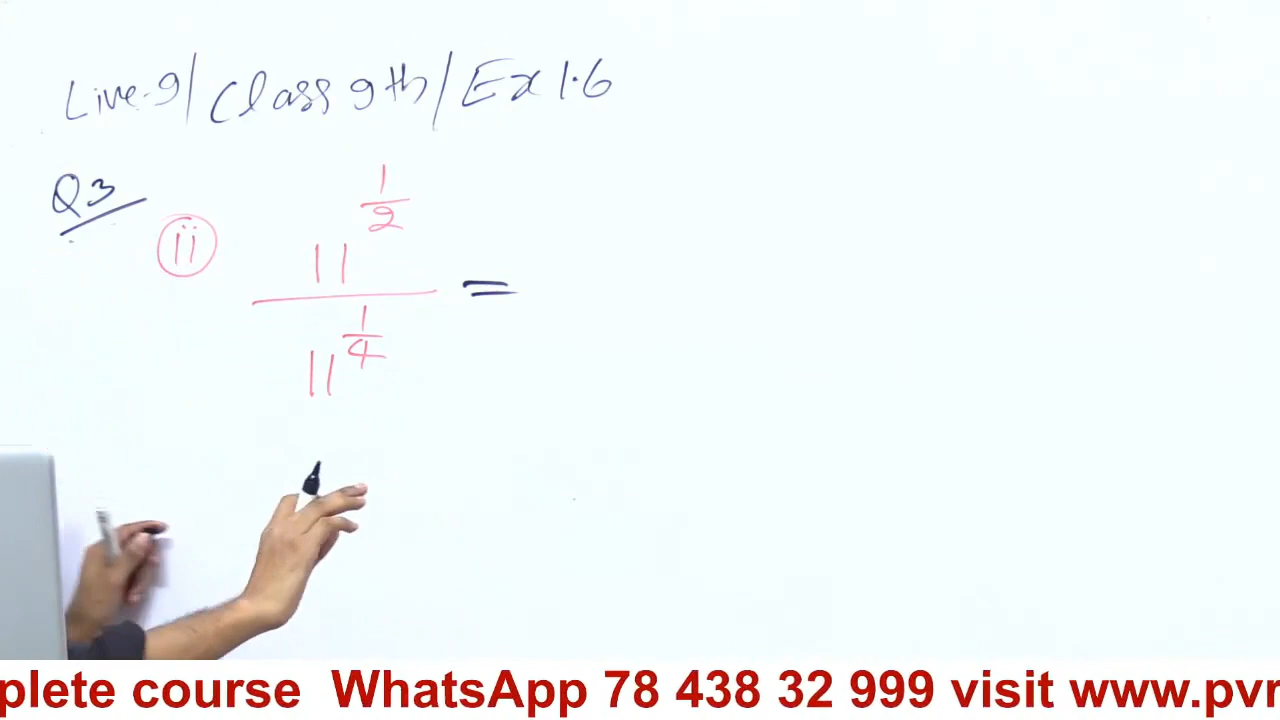 Live-9/Class 9th/Ex 1.6
Q3
ii 11^(1/2) / 11^(1/4) =
plete course WhatsApp 78 438 32 999 visit www.pvr